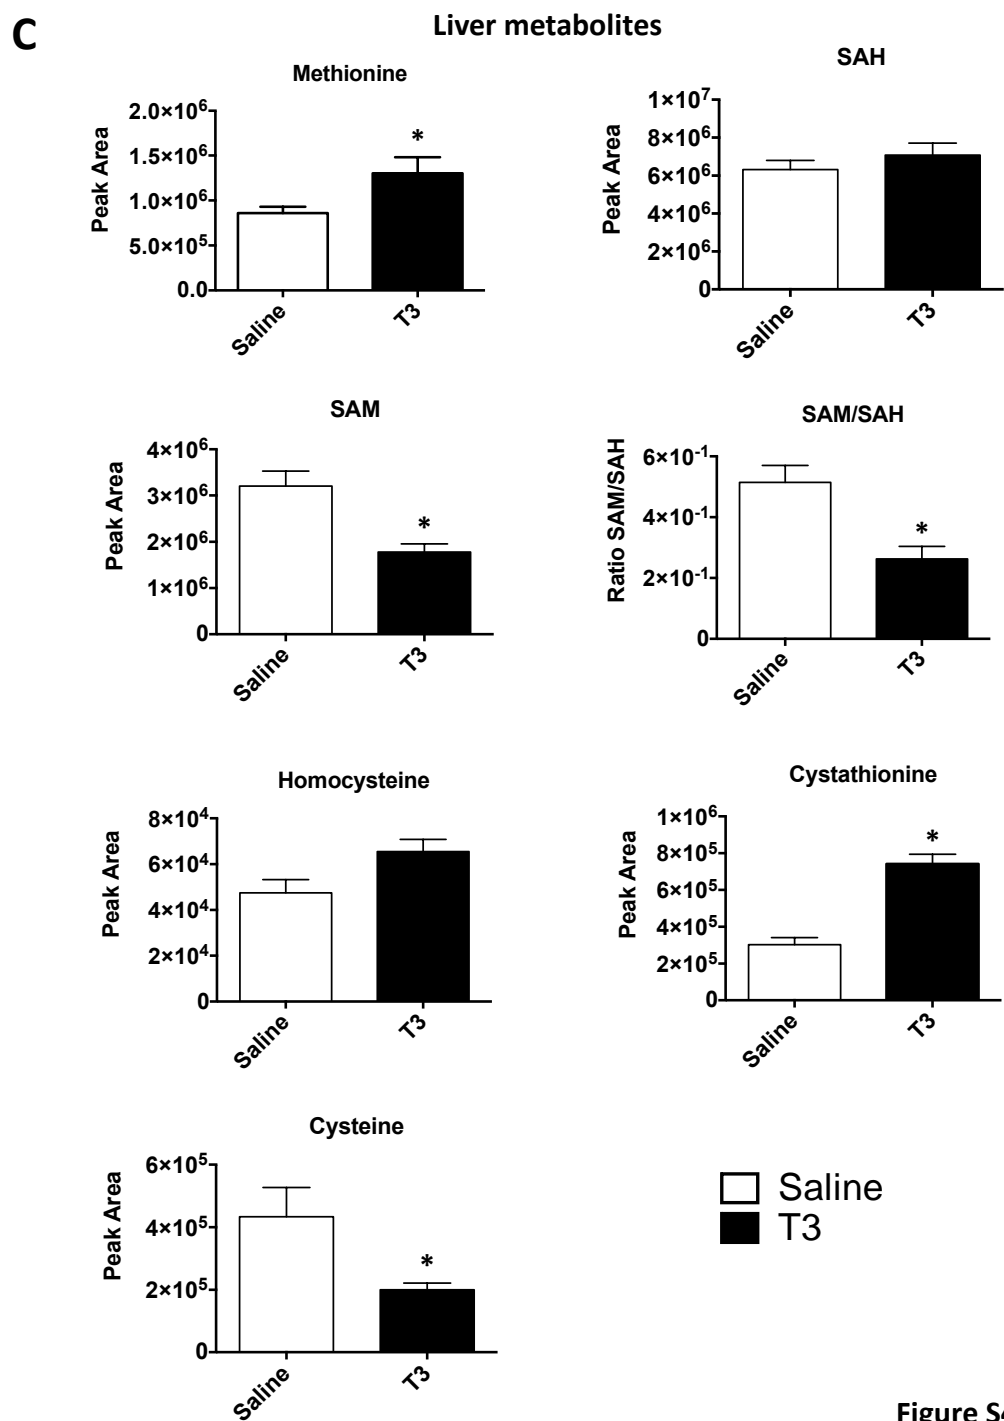 C
Liver metabolites
Methionine
Peak Area
2.0×10⁶
1.5×10⁶
1.0×10⁶
5.0×10⁵
0.0
Saline
T3
SAH
Peak Area
1×10⁷
8×10⁶
6×10⁶
4×10⁶
2×10⁶
0
Saline
T3
SAM
Peak Area
4×10⁶
3×10⁶
2×10⁶
1×10⁶
0
Saline
T3
*
SAM/SAH
Ratio SAM/SAH
6×10⁻¹
4×10⁻¹
2×10⁻¹
0
Saline
T3
*
Homocysteine
Peak Area
8×10⁴
6×10⁴
4×10⁴
2×10⁴
0
Saline
T3
Cystathionine
Peak Area
1×10⁶
8×10⁵
6×10⁵
4×10⁵
2×10⁵
0
Saline
T3
*
Cysteine
Peak Area
6×10⁵
4×10⁵
2×10⁵
0
Saline
T3
*
Saline
T3
Figure